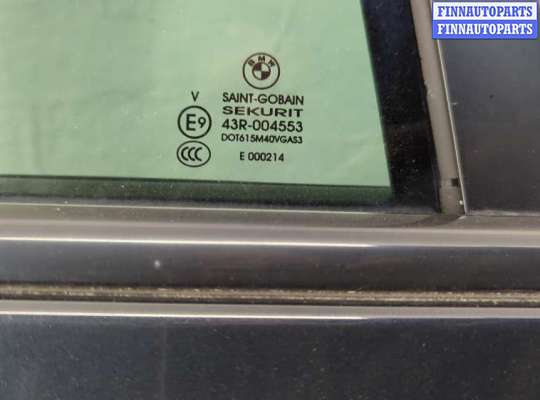 FINNAUTOPARTS
FINNAUTOPARTS
BMW
V
SAINT-GOBAIN
SEKURIT
E9
43R-004553
DOT615M40VGAS3
CCC
E 000214